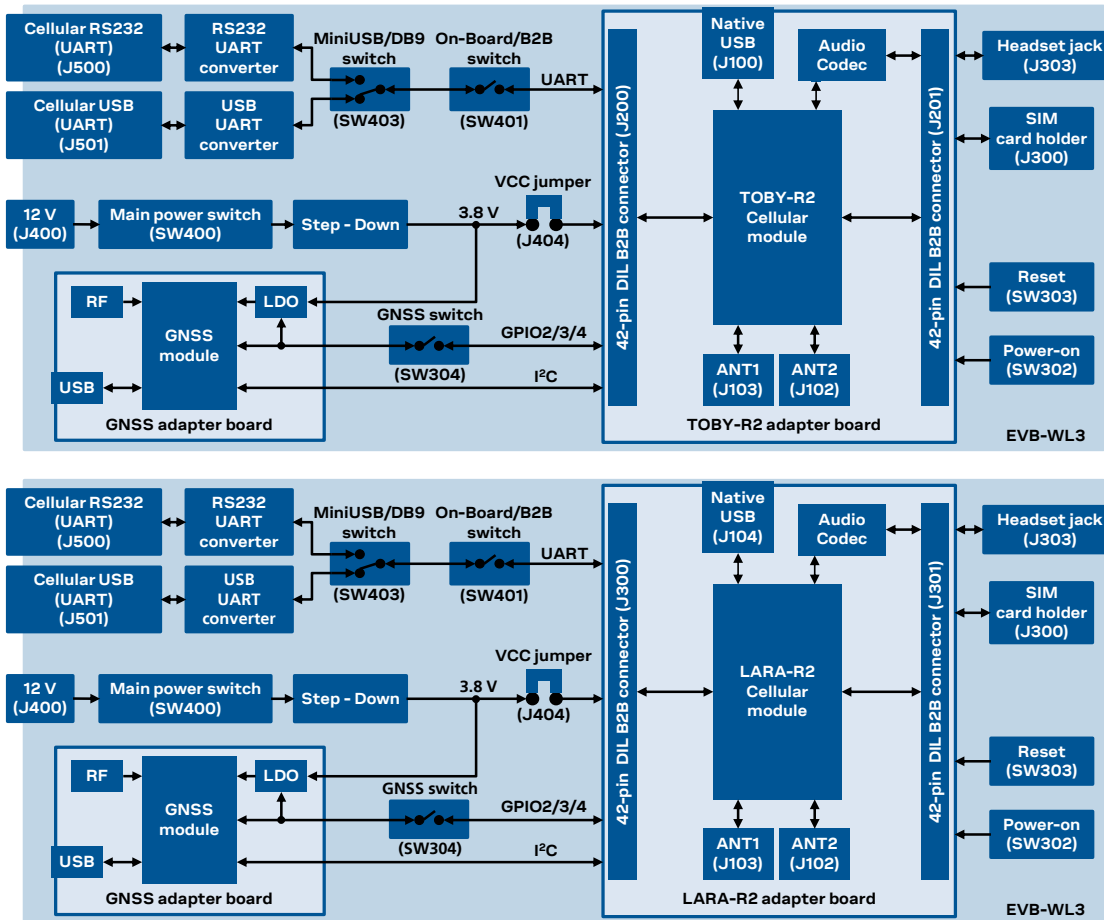 Cellular RS232
(UART)
(J500)
RS232
UART
converter
MiniUSB/DB9
switch
(SW403)
On-Board/B2B
switch
(SW401)
UART
Cellular USB
(UART)
(J501)
USB
UART
converter
12 V
(J400)
Main power switch
(SW400)
Step - Down
3.8 V
VCC jumper
(J404)
RF
GNSS
module
LDO
USB
GNSS adapter board
GNSS switch
(SW304)
GPIO2/3/4
I²C
42-pin DIL B2B connector (J200)
Native
USB
(J100)
Audio
Codec
TOBY-R2
Cellular
module
ANT1
(J103)
ANT2
(J102)
TOBY-R2 adapter board
42-pin DIL B2B connector (J201)
Headset jack
(J303)
SIM
card holder
(J300)
Reset
(SW303)
Power-on
(SW302)
EVB-WL3
Cellular RS232
(UART)
(J500)
RS232
UART
converter
MiniUSB/DB9
switch
(SW403)
On-Board/B2B
switch
(SW401)
UART
Cellular USB
(UART)
(J501)
USB
UART
converter
12 V
(J400)
Main power switch
(SW400)
Step - Down
3.8 V
VCC jumper
(J404)
RF
GNSS
module
LDO
USB
GNSS adapter board
GNSS switch
(SW304)
GPIO2/3/4
I²C
42-pin DIL B2B connector (J300)
Native
USB
(J104)
Audio
Codec
LARA-R2
Cellular
module
ANT1
(J103)
ANT2
(J102)
LARA-R2 adapter board
42-pin DIL B2B connector (J301)
Headset jack
(J303)
SIM
card holder
(J300)
Reset
(SW303)
Power-on
(SW302)
EVB-WL3